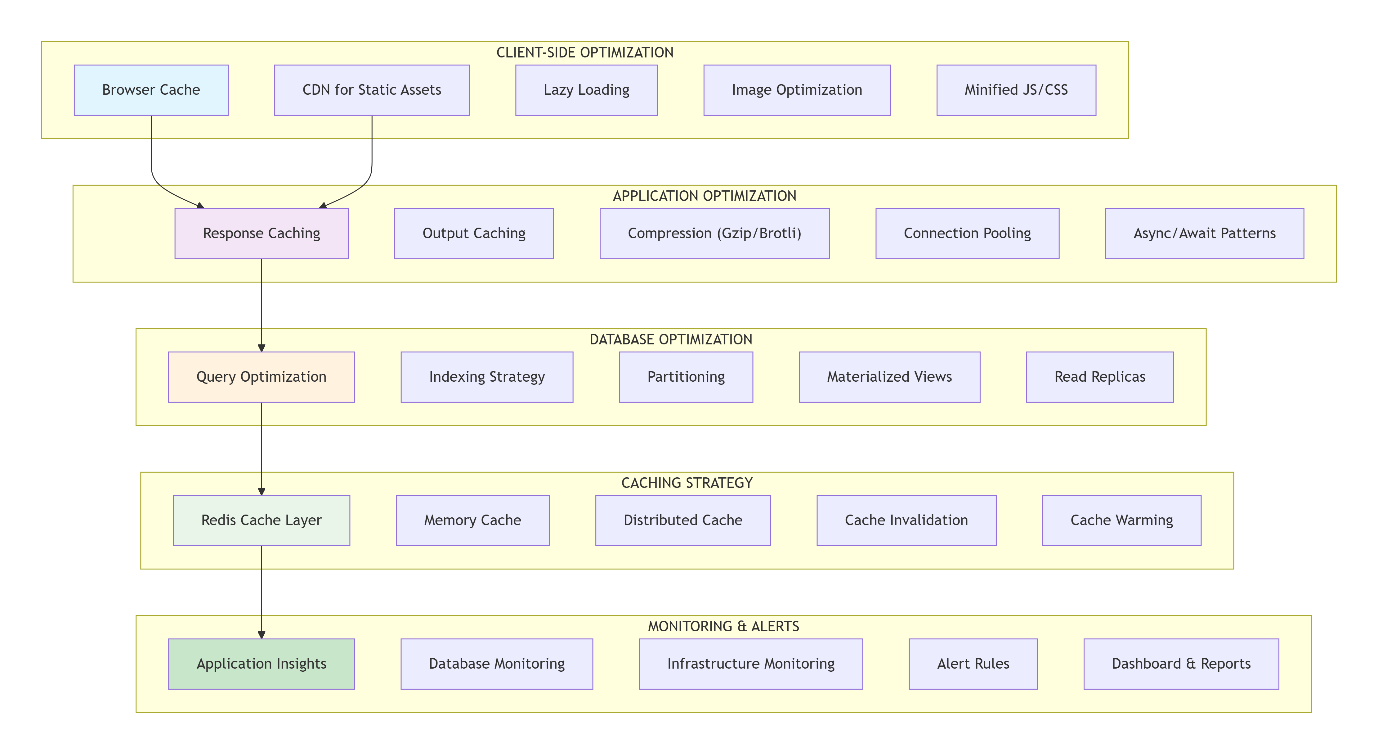 CLIENT-SIDE OPTIMIZATION
Browser Cache
CDN for Static Assets
Lazy Loading
Image Optimization
Minified JS/CSS
APPLICATION OPTIMIZATION
Response Caching
Output Caching
Compression (Gzip/Brotli)
Connection Pooling
Async/Await Patterns
DATABASE OPTIMIZATION
Query Optimization
Indexing Strategy
Partitioning
Materialized Views
Read Replicas
CACHING STRATEGY
Redis Cache Layer
Memory Cache
Distributed Cache
Cache Invalidation
Cache Warming
MONITORING & ALERTS
Application Insights
Database Monitoring
Infrastructure Monitoring
Alert Rules
Dashboard & Reports